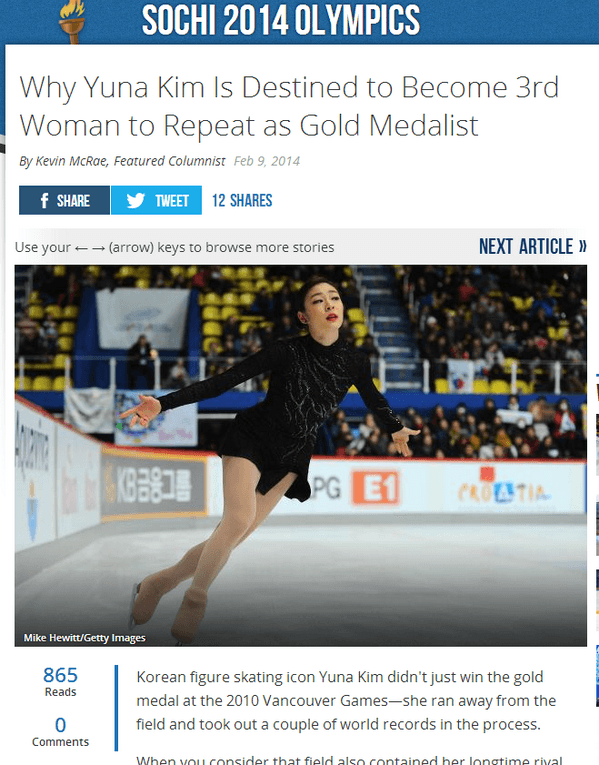 SOCHI 2014 OLYMPICS
Why Yuna Kim Is Destined to Become 3rd
Woman to Repeat as Gold Medalist
By Kevin McRae, Featured Columnist Feb 9, 2014
f SHARE TWEET 12 SHARES
Use your ← → (arrow) keys to browse more stories
NEXT ARTICLE »
KB금융그룹
PG E1
CROATIA
Mike Hewitt/Getty Images
865
Reads
0
Comments
Korean figure skating icon Yuna Kim didn't just win the gold
medal at the 2010 Vancouver Games—she ran away from the
field and took out a couple of world records in the process.
When you consider that field also contained her longtime rival